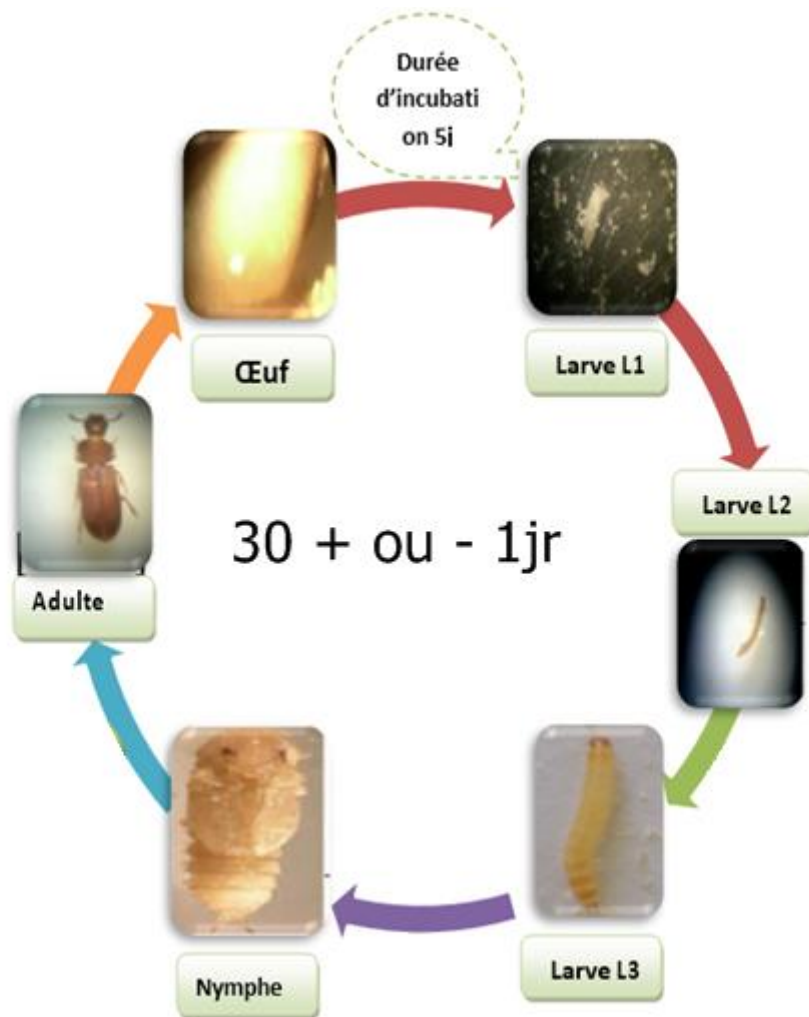 Durée
d'incubati
on 5j
Œuf
Larve L1
Larve L2
Adulte
30 + ou - 1jr
Nymphe
Larve L3